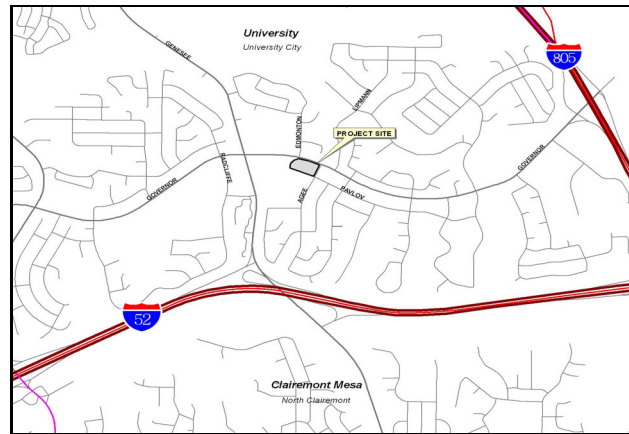 University
University City
GENESEE
805
LIPMANN
EDMONTON
PROJECT SITE
RADCLIFFE
GOVERNOR
GOVERNOR
AGEE
PAVLOV
52
Clairemont Mesa
North Clairemont